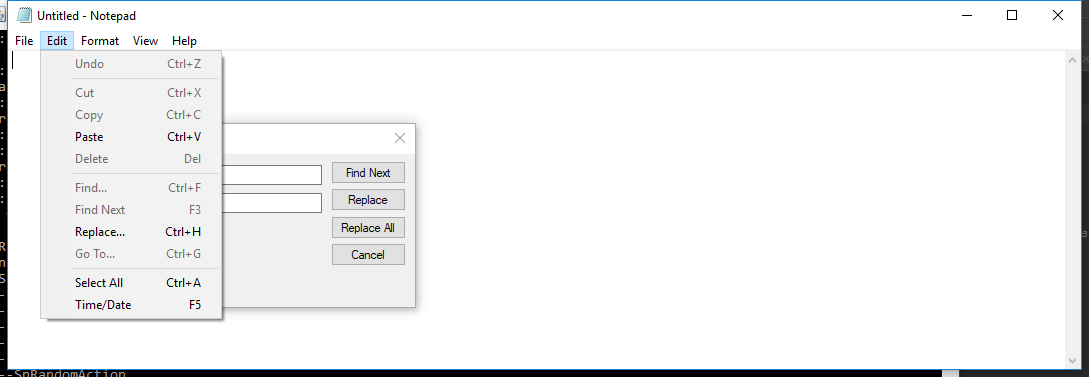 Untitled - Notepad
File Edit Format View Help
Undo Ctrl+Z
Cut Ctrl+X
Copy Ctrl+C
Paste Ctrl+V
Delete Del
Find... Ctrl+F
Find Next F3
Replace... Ctrl+H
Go To... Ctrl+G
Select All Ctrl+A
Time/Date F5
Find Next
Replace
Replace All
Cancel
--SnRandomAction